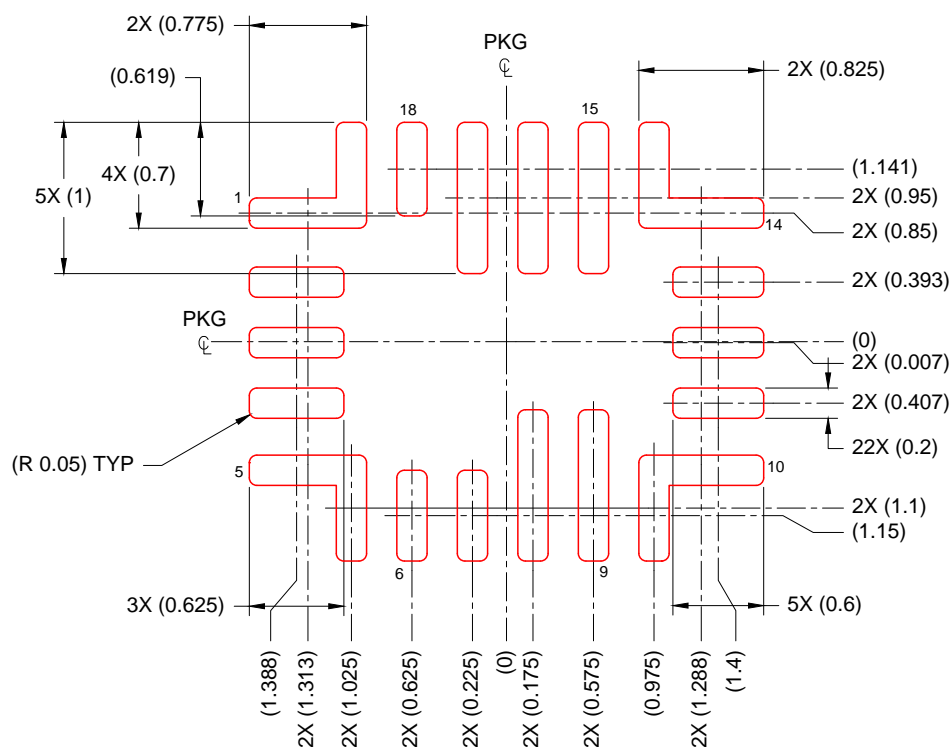 2X (0.775)
PKG
℄
2X (0.825)
(0.619)
18
15
4X (0.7)
(1.141)
5X (1)
1
2X (0.95)
14
2X (0.85)
2X (0.393)
PKG
℄
(0)
2X (0.007)
2X (0.407)
22X (0.2)
(R 0.05) TYP
5
10
2X (1.1)
(1.15)
6
9
3X (0.625)
5X (0.6)
(1.388)
2X (1.313)
2X (1.025)
2X (0.625)
2X (0.225)
(0)
2X (0.175)
2X (0.575)
(0.975)
2X (1.288)
(1.4)